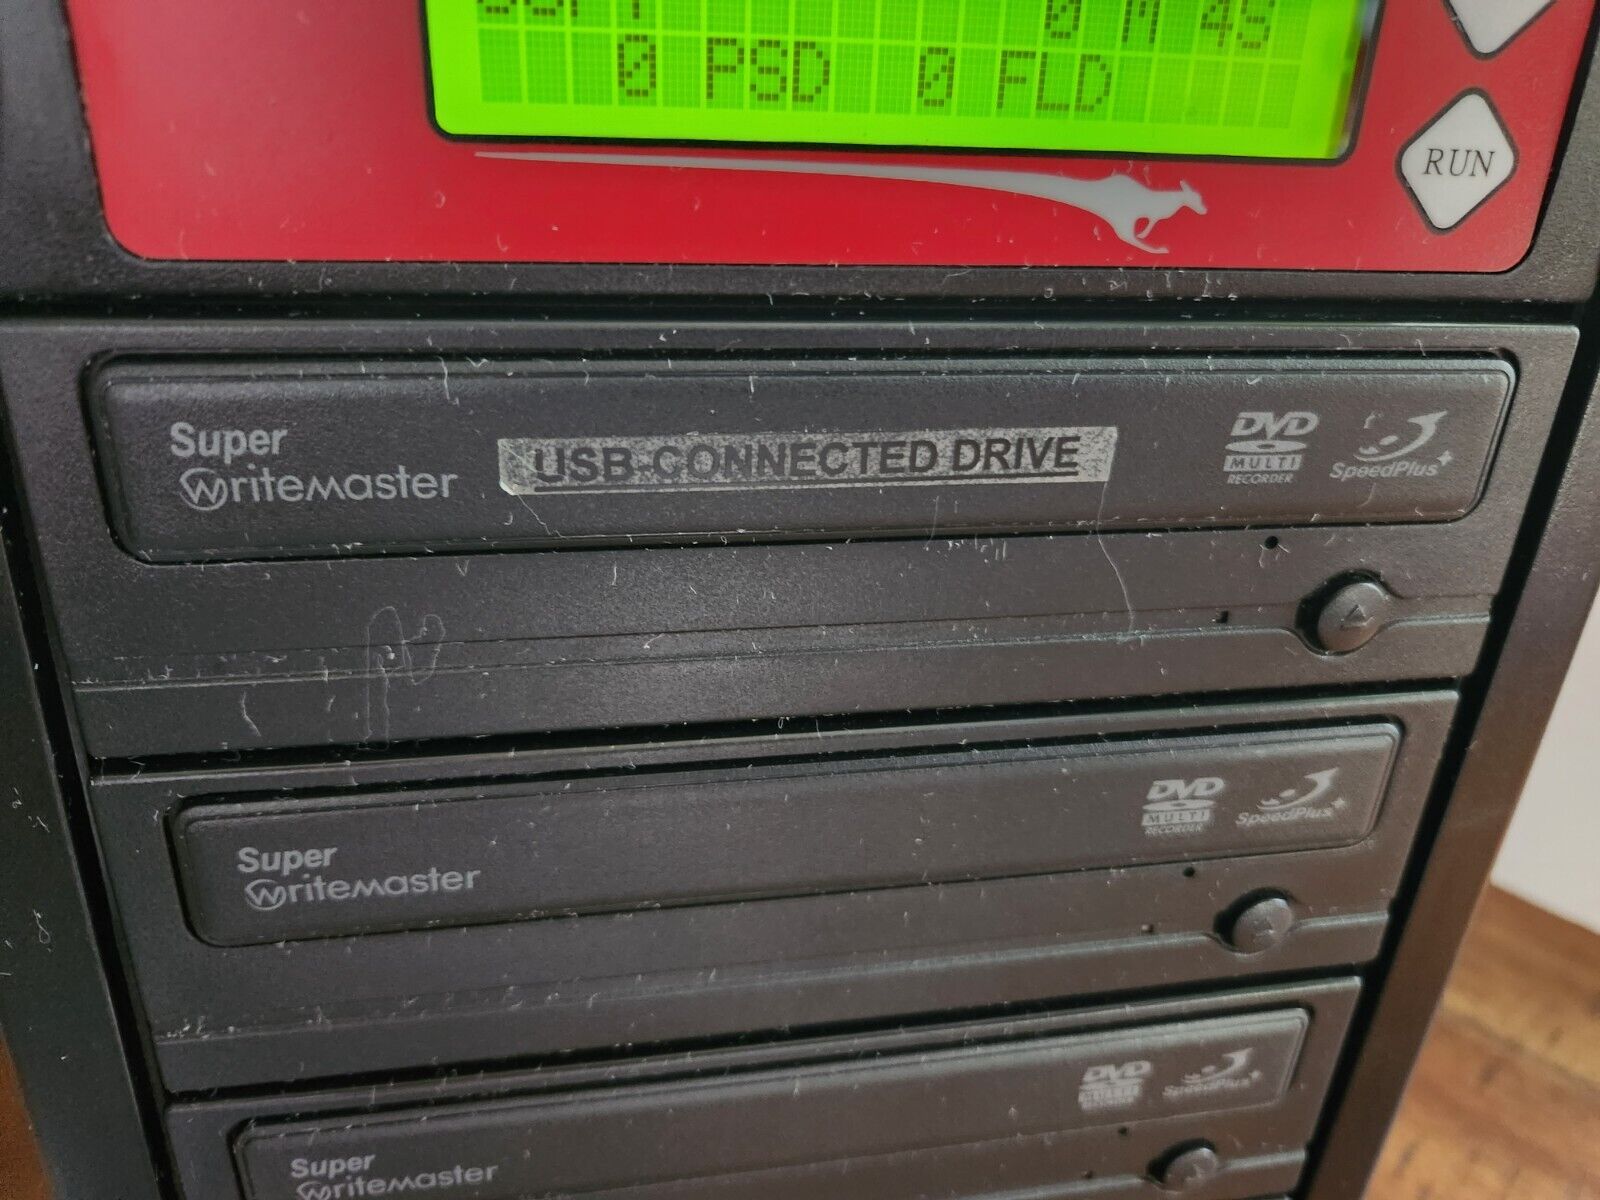 0 M 4S
0 PSD 0 FLD
RUN
Super
WriteMaster
USB-CONNECTED DRIVE
DVD
MULTI
RECORDER
SpeedPlus
Super
WriteMaster
DVD
MULTI
RECORDER
SpeedPlus
Super
WriteMaster
DVD
SpeedPlus